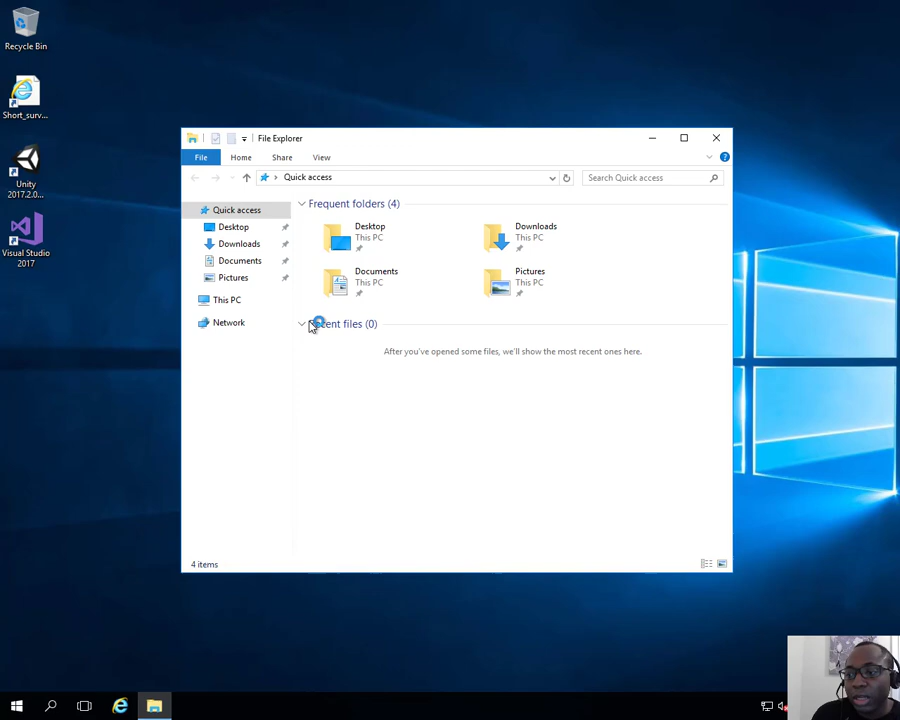 Recycle Bin
Short_surv...
Unity
2017.2.0...
Visual Studio
2017
File Explorer
File
Home
Share
View
Quick access
Search Quick access
Quick access
Desktop
Downloads
Documents
Pictures
This PC
Network
Frequent folders (4)
Desktop
This PC
Downloads
This PC
Documents
This PC
Pictures
This PC
Recent files (0)
After you've opened some files, we'll show the most recent ones here.
4 items